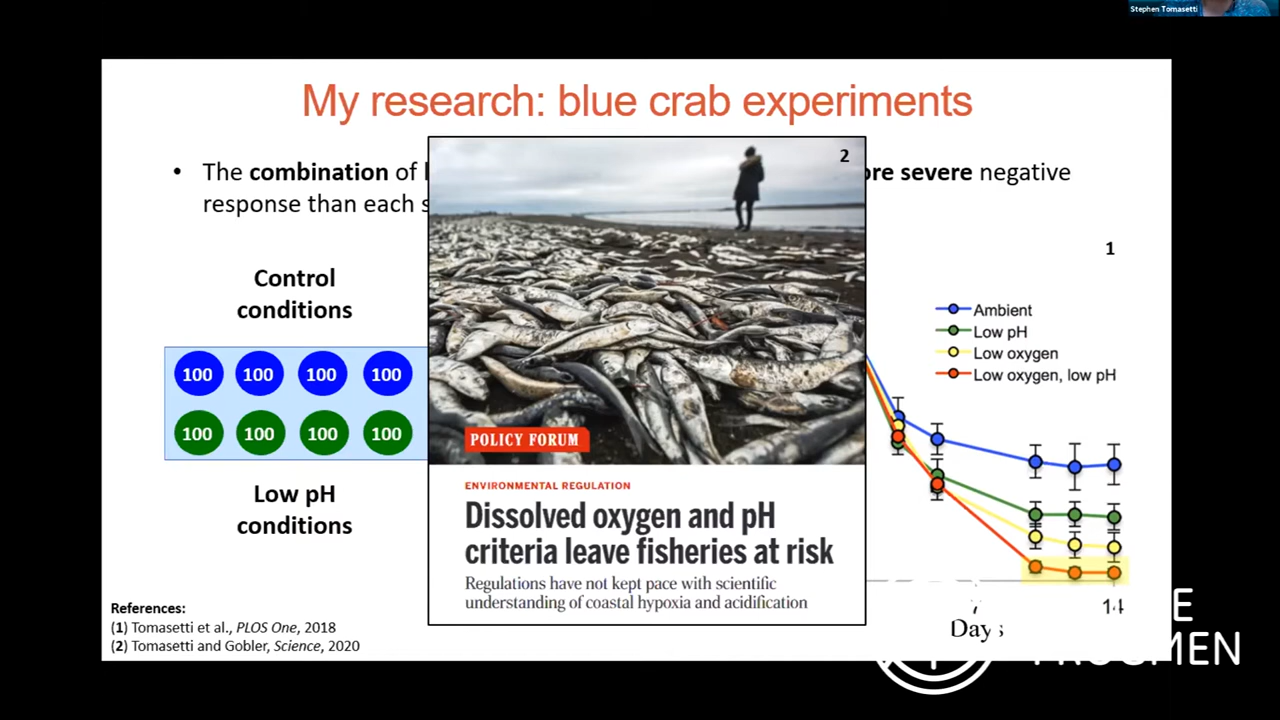 Stephen Tomasetti
My research: blue crab experiments
• The combination of
re severe negative
response than each s
2
1
Control
conditions
100 100 100 100
100 100 100 100
Low pH
conditions
POLICY FORUM
ENVIRONMENTAL REGULATION
Dissolved oxygen and pH
criteria leave fisheries at risk
Regulations have not kept pace with scientific
understanding of coastal hypoxia and acidification
Ambient
Low pH
Low oxygen
Low oxygen, low pH
7 14
Days
References:
(1) Tomasetti et al., PLOS One, 2018
(2) Tomasetti and Gobler, Science, 2020